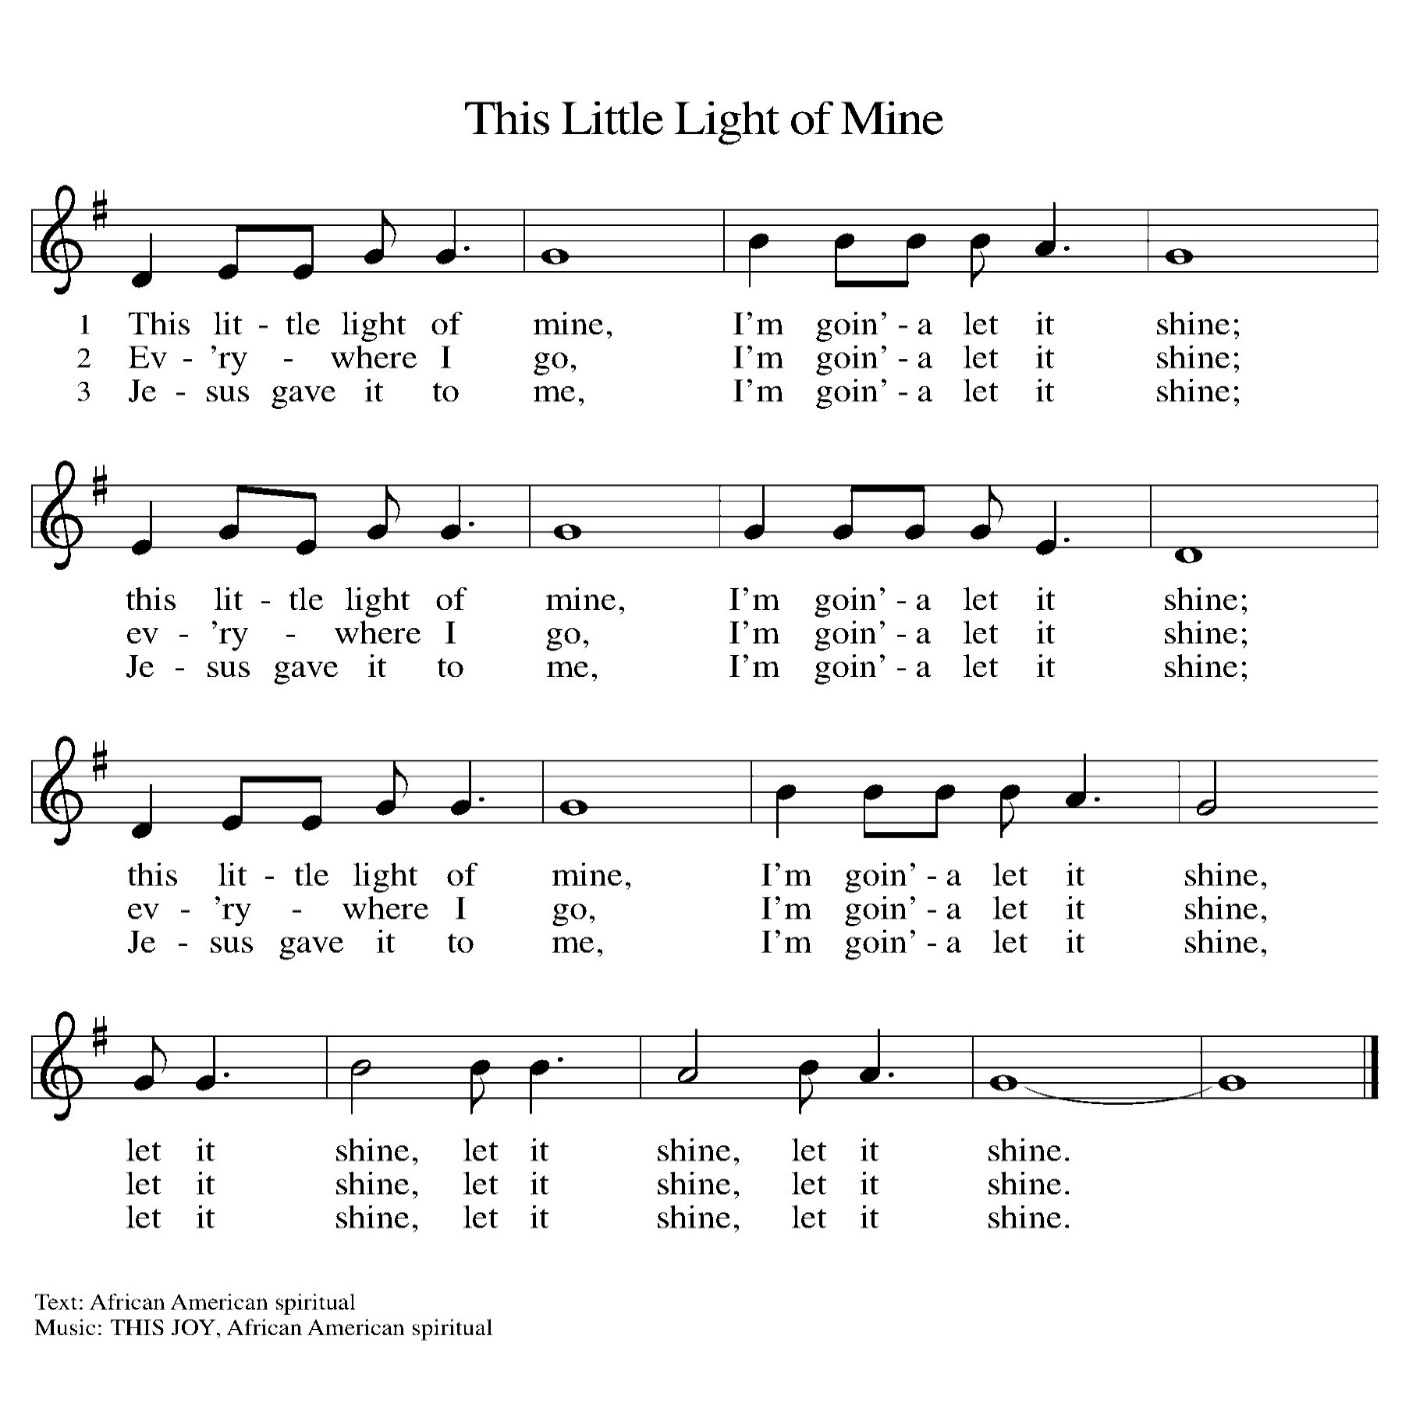 This Little Light of Mine
1 This lit - tle light of mine, I'm goin' - a let it shine;
2 Ev - 'ry - where I go, I'm goin' - a let it shine;
3 Je - sus gave it to me, I'm goin' - a let it shine;
this lit - tle light of mine, I'm goin' - a let it shine;
ev - 'ry - where I go, I'm goin' - a let it shine;
Je - sus gave it to me, I'm goin' - a let it shine;
this lit - tle light of mine, I'm goin' - a let it shine,
ev - 'ry - where I go, I'm goin' - a let it shine,
Je - sus gave it to me, I'm goin' - a let it shine,
let it shine, let it shine, let it shine.
let it shine, let it shine, let it shine.
let it shine, let it shine, let it shine.
Text: African American spiritual
Music: THIS JOY, African American spiritual